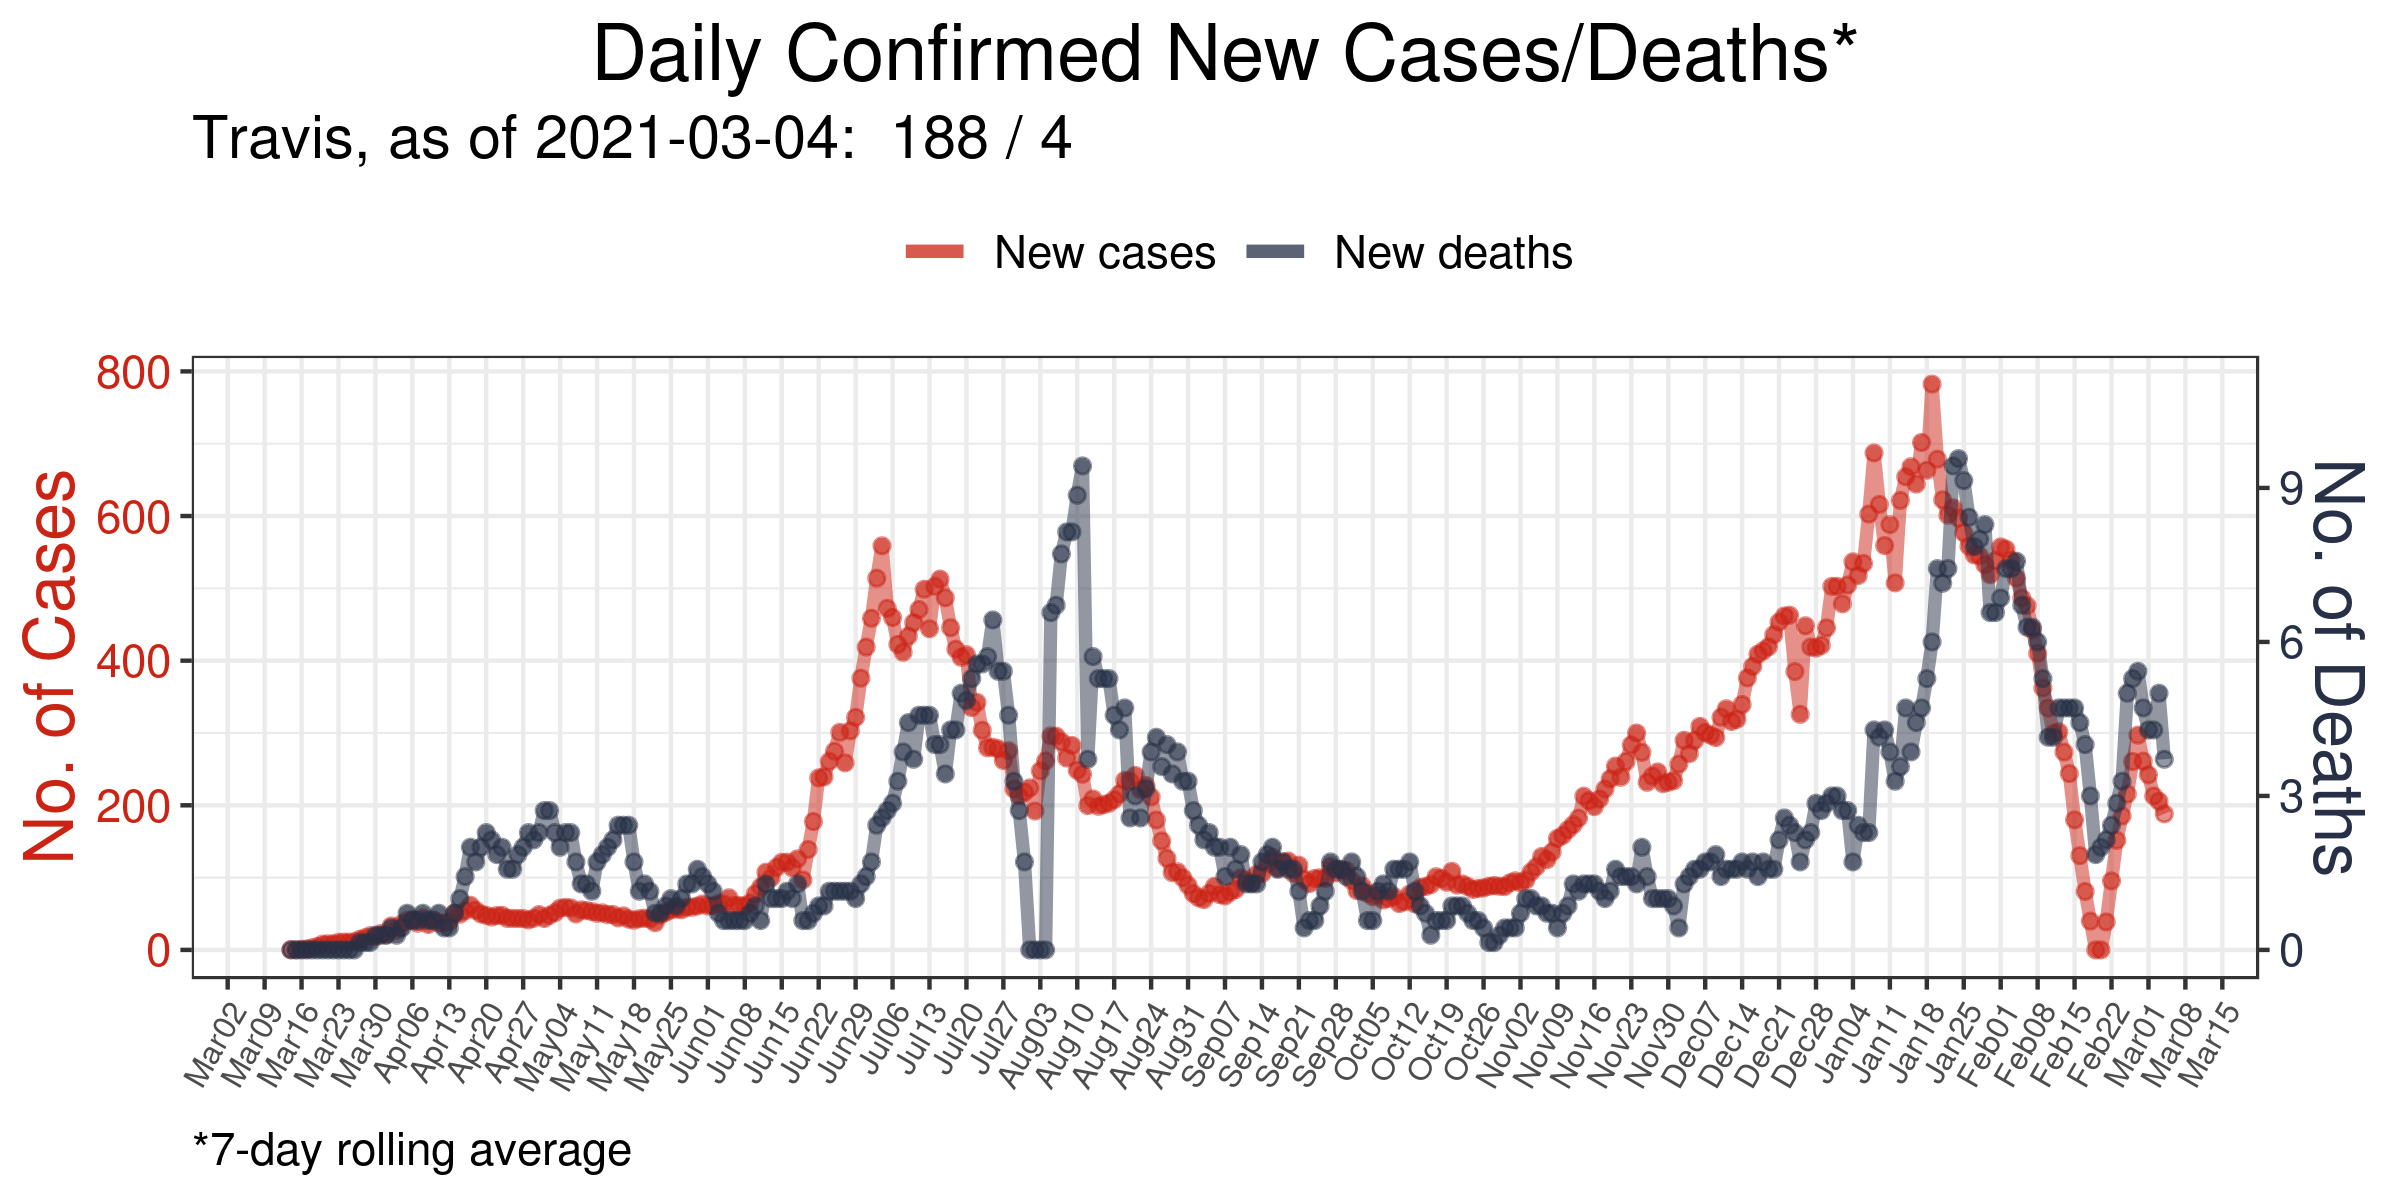 Daily Confirmed New Cases/Deaths*
Travis, as of 2021-03-04:  188 / 4
New cases
New deaths
No. of Cases
800
600
400
200
0
No. of Deaths
9
6
3
0
Mar02
Mar09
Mar16
Mar23
Mar30
Apr06
Apr13
Apr20
Apr27
May04
May11
May18
May25
Jun01
Jun08
Jun15
Jun22
Jun29
Jul06
Jul13
Jul20
Jul27
Aug03
Aug10
Aug17
Aug24
Aug31
Sep07
Sep14
Sep21
Sep28
Oct05
Oct12
Oct19
Oct26
Nov02
Nov09
Nov16
Nov23
Nov30
Dec07
Dec14
Dec21
Dec28
Jan04
Jan11
Jan18
Jan25
Feb01
Feb08
Feb15
Feb22
Mar01
Mar08
Mar15
*7-day rolling average